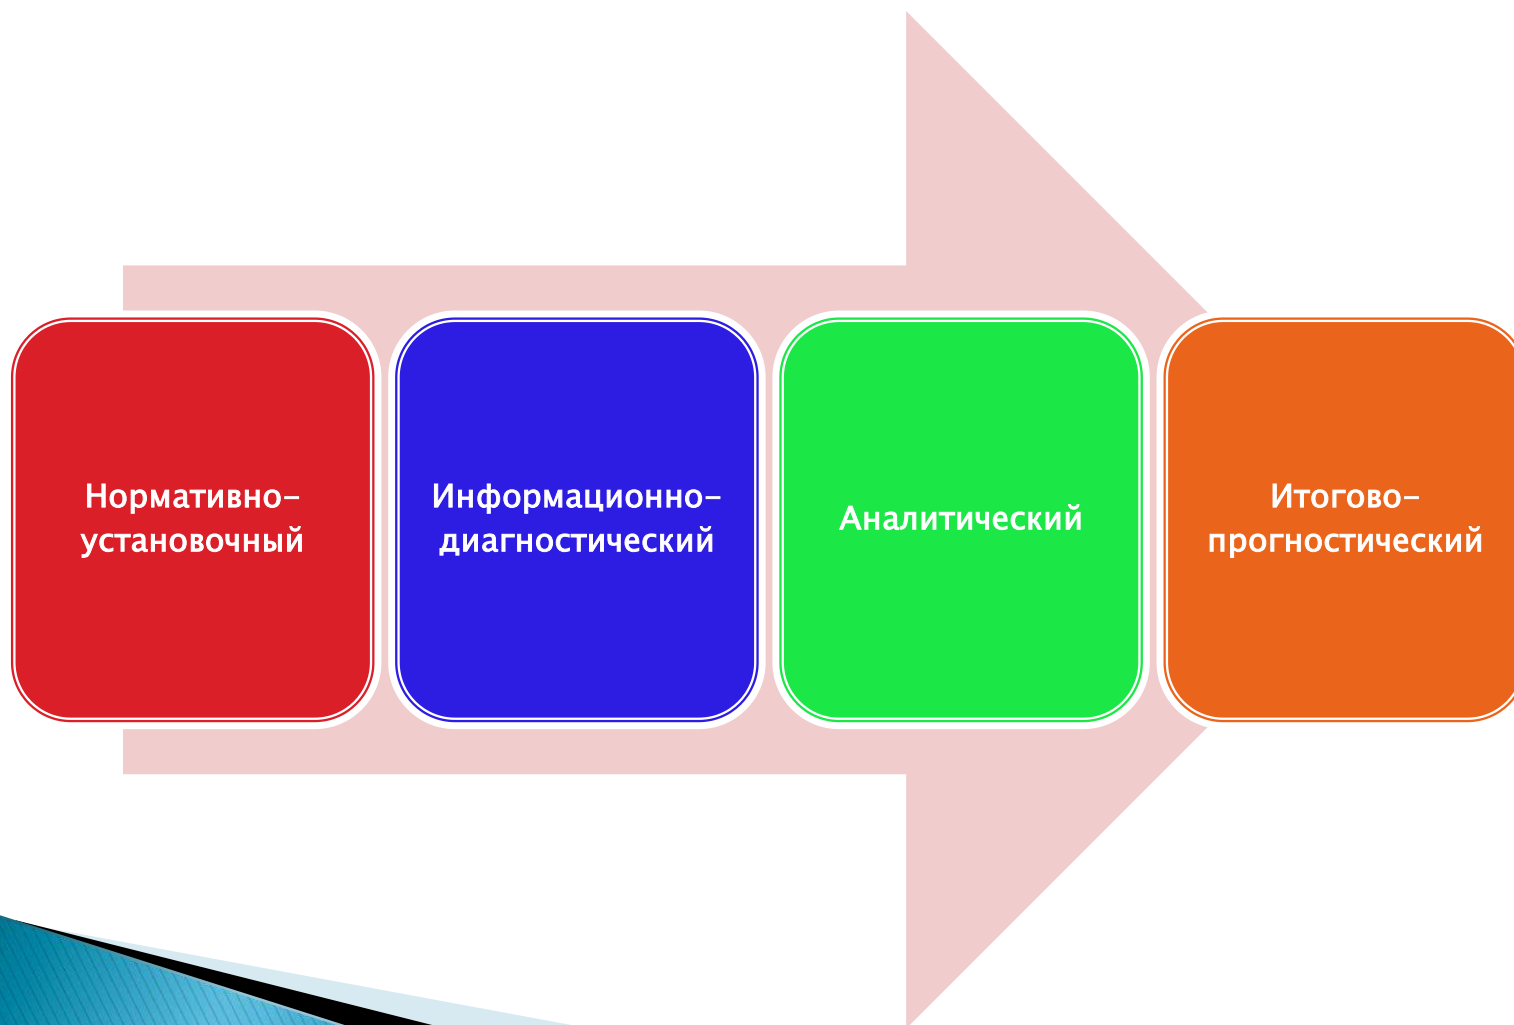 Нормативно-
установочный
Информационно-
диагностический
Аналитический
Итогово-
прогностический